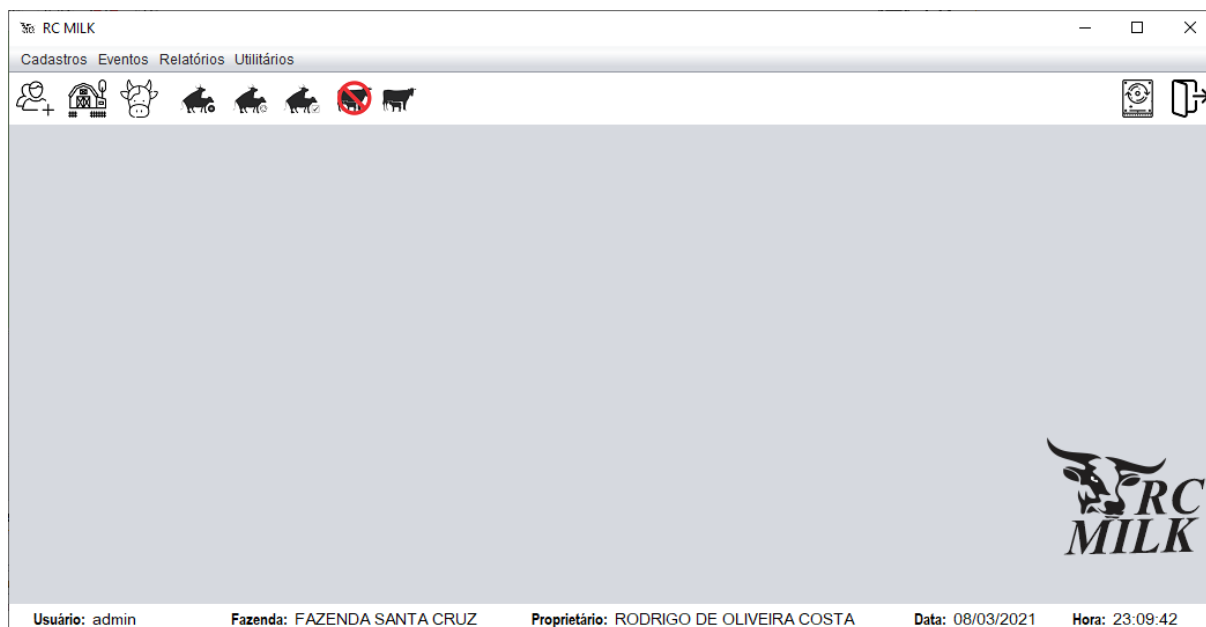 RC MILK
Cadastros Eventos Relatórios Utilitários
RC
MILK
Usuário: admin Fazenda: FAZENDA SANTA CRUZ Proprietário: RODRIGO DE OLIVEIRA COSTA Data: 08/03/2021 Hora: 23:09:42